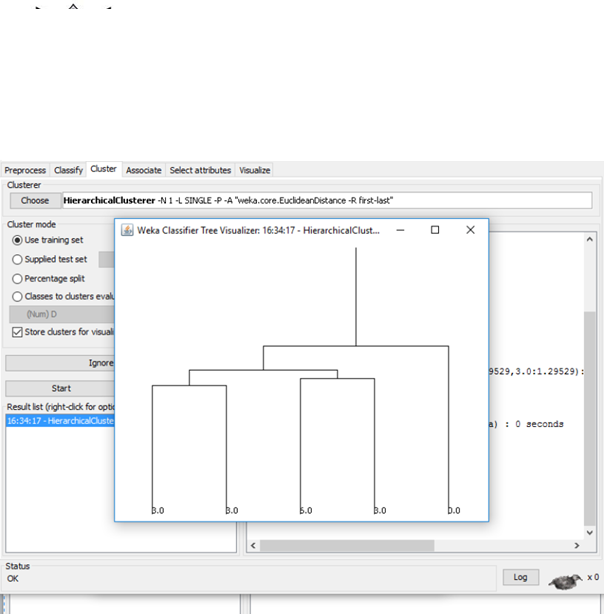 Preprocess Classify Cluster Associate Select attributes Visualize
Clusterer
Choose HierarchicalClusterer -N 1 -L SINGLE -P -A "weka.core.EuclideanDistance -R first-last"
Cluster mode
Use training set
Supplied test set
Percentage split
Classes to clusters evalu
(Num) D
Store clusters for visuali
Ignore
Start
Result list (right-click for optio
16:34:17 - HierarchicalCluste
Weka Classifier Tree Visualizer: 16:34:17 - HierarchicalClust...
3.0 3.0 3.0 0.0
9529,3.0:1.29529):
a) : 0 seconds
Status
OK
Log x 0